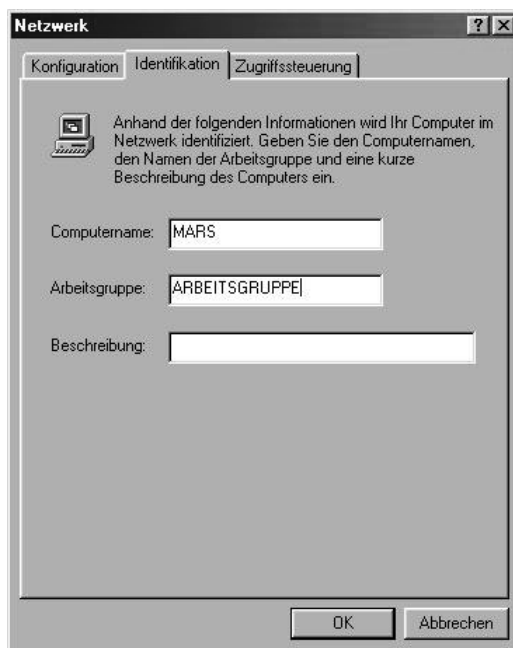 Netzwerk
Konfiguration Identifikation Zugriffssteuerung
Anhand der folgenden Informationen wird Ihr Computer im
Netzwerk identifiziert. Geben Sie den Computernamen,
den Namen der Arbeitsgruppe und eine kurze
Beschreibung des Computers ein.
Computername: MARS
Arbeitsgruppe: ARBEITSGRUPPE
Beschreibung:
OK Abbrechen